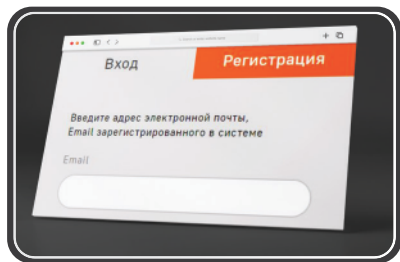 Вход
Регистрация
Введите адрес электронной почты,
Email зарегистрированного в системе
Email